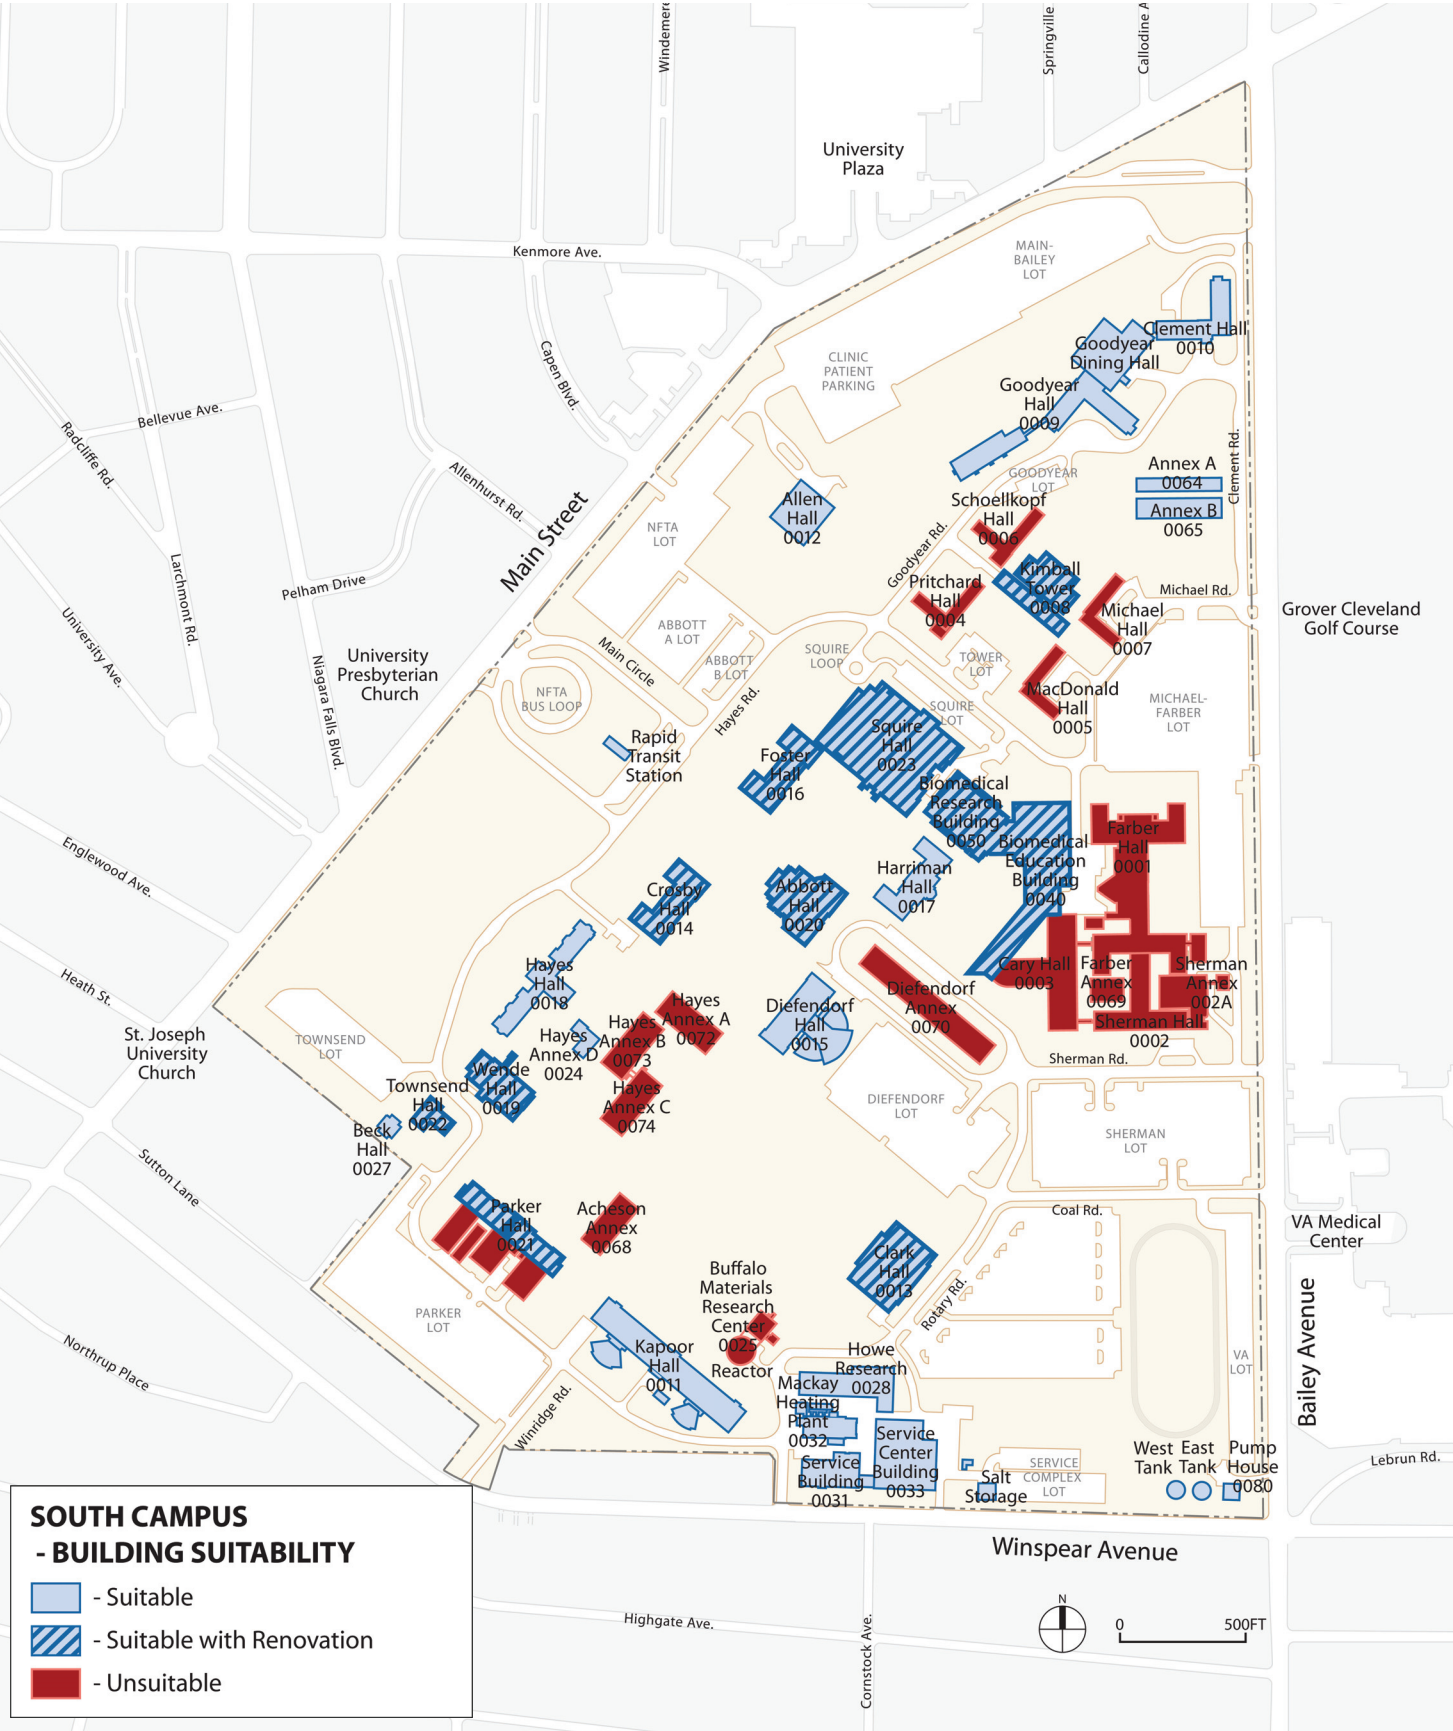 Windemere
Springville
Callodine A
University
Plaza
Kenmore Ave.
MAIN-
BAILEY
LOT
Capen Blvd.
CLINIC
PATIENT
PARKING
Clement Hall
0010
Goodyear
Dining Hall
Goodyear
Hall
0009
Bellevue Ave.
Radcliffe Rd.
Allenhurst Rd.
Main Street
Clement Rd.
GOODYEAR
LOT
Annex A
0064
Annex B
0065
Allen
Hall
0012
Schoellkopf
Hall
0006
NFTA
LOT
Goodyear Rd.
Larchmont Rd.
Pelham Drive
Kimball
Tower
0008
Pritchard
Hall
0004
Michael Rd.
Michael
Hall
0007
Grover Cleveland
Golf Course
University Ave.
Niagara Falls Blvd.
University
Presbyterian
Church
Main Circle
ABBOTT
A LOT
ABBOTT
B LOT
SQUIRE
LOOP
TOWER
LOT
NFTA
BUS LOOP
Hayes Rd.
SQUIRE
LOT
MacDonald
Hall
0005
MICHAEL-
FARBER
LOT
Rapid
Transit
Station
Squire
Hall
0023
Foster
Hall
0016
Biomedical
Research
Building
0050
Biomedical
Education
Building
0040
Farber
Hall
0001
Englewood Ave.
Harriman
Hall
0017
Crosby
Hall
0014
Abbott
Hall
0020
Heath St.
Hayes
Hall
0018
Cary Hall
0003
Farber
Annex
0069
Sherman
Annex
002A
Diefendorf
Annex
0070
Sherman Hall
0002
Sherman Rd.
Hayes
Annex A
0072
Hayes
Annex B
0073
Hayes
Annex D
0024
Diefendorf
Hall
0015
St. Joseph
University
Church
TOWNSEND
LOT
Wende
Hall
0019
Townsend
Hall
0022
Hayes
Annex C
0074
DIEFENDORF
LOT
Beck
Hall
0027
SHERMAN
LOT
Sutton Lane
Parker
Hall
0021
Acheson
Annex
0068
Coal Rd.
VA Medical
Center
Clark
Hall
0013
Buffalo
Materials
Research
Center
0025
Reactor
Rotary Rd.
PARKER
LOT
Northrup Place
Kapoor
Hall
0011
Howe
Research
0028
VA
LOT
Bailey Avenue
Mackay
Heating
Plant
0032
Winridge Rd.
Service
Center
Building
0033
Service
Building
0031
Salt
Storage
SERVICE
COMPLEX
LOT
West
Tank
East
Tank
Pump
House
0080
Lebrun Rd.
Winspear Avenue
Highgate Ave.
Cornstock Ave.
N
0
500FT
SOUTH CAMPUS
- BUILDING SUITABILITY
- Suitable
- Suitable with Renovation
- Unsuitable